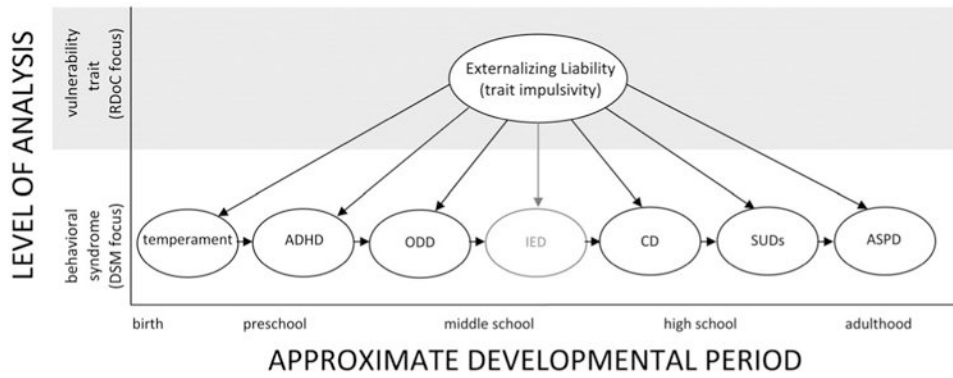 LEVEL OF ANALYSIS
vulnerability
trait
(RDoC focus)
Externalizing Liability
(trait impulsivity)
behavioral
syndrome
(DSM focus)
temperament
ADHD
ODD
IED
CD
SUDs
ASPD
birth
preschool
middle school
high school
adulthood
APPROXIMATE DEVELOPMENTAL PERIOD